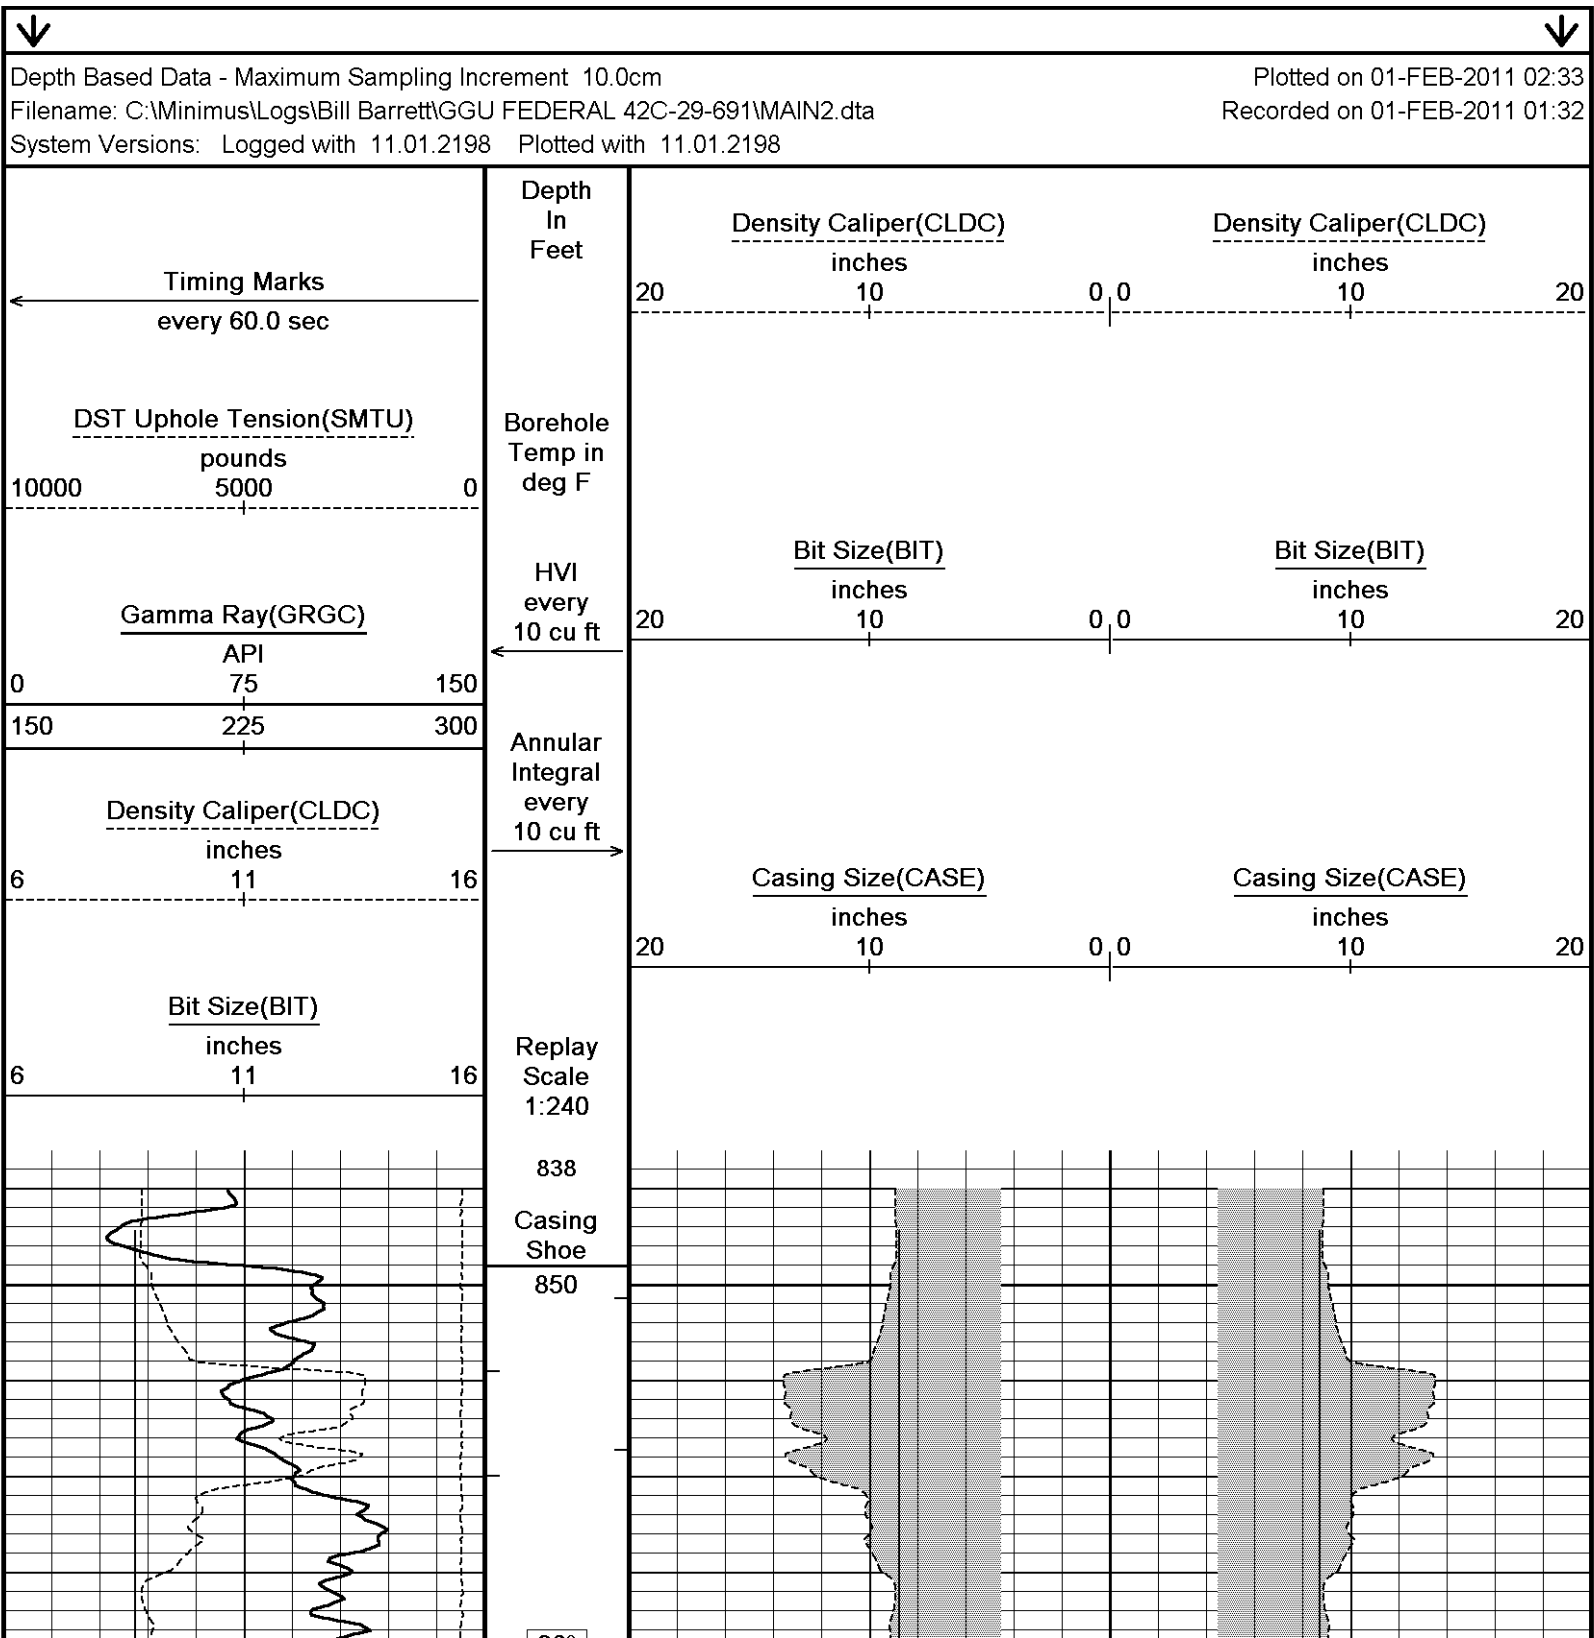 Depth Based Data - Maximum Sampling Increment 10.0cm
Plotted on 01-FEB-2011 02:33
Filename: C:\Minimus\Logs\Bill Barrett\GGU FEDERAL 42C-29-691\MAIN2.dta
Recorded on 01-FEB-2011 01:32
System Versions: Logged with 11.01.2198 Plotted with 11.01.2198
Timing Marks
every 60.0 sec
DST Uphole Tension(SMTU)
pounds
10000 5000 0
Gamma Ray(GRGC)
API
0 75 150
150 225 300
Density Caliper(CLDC)
inches
6 11 16
Bit Size(BIT)
inches
6 11 16
Depth
In
Feet
Borehole
Temp in
deg F
HVI
every
10 cu ft
Annular
Integral
every
10 cu ft
Replay
Scale
1:240
838
Casing
Shoe
850
Density Caliper(CLDC)
inches
20 10 0
Density Caliper(CLDC)
inches
0 10 20
Bit Size(BIT)
inches
20 10 0
Bit Size(BIT)
inches
0 10 20
Casing Size(CASE)
inches
20 10 0
Casing Size(CASE)
inches
0 10 20